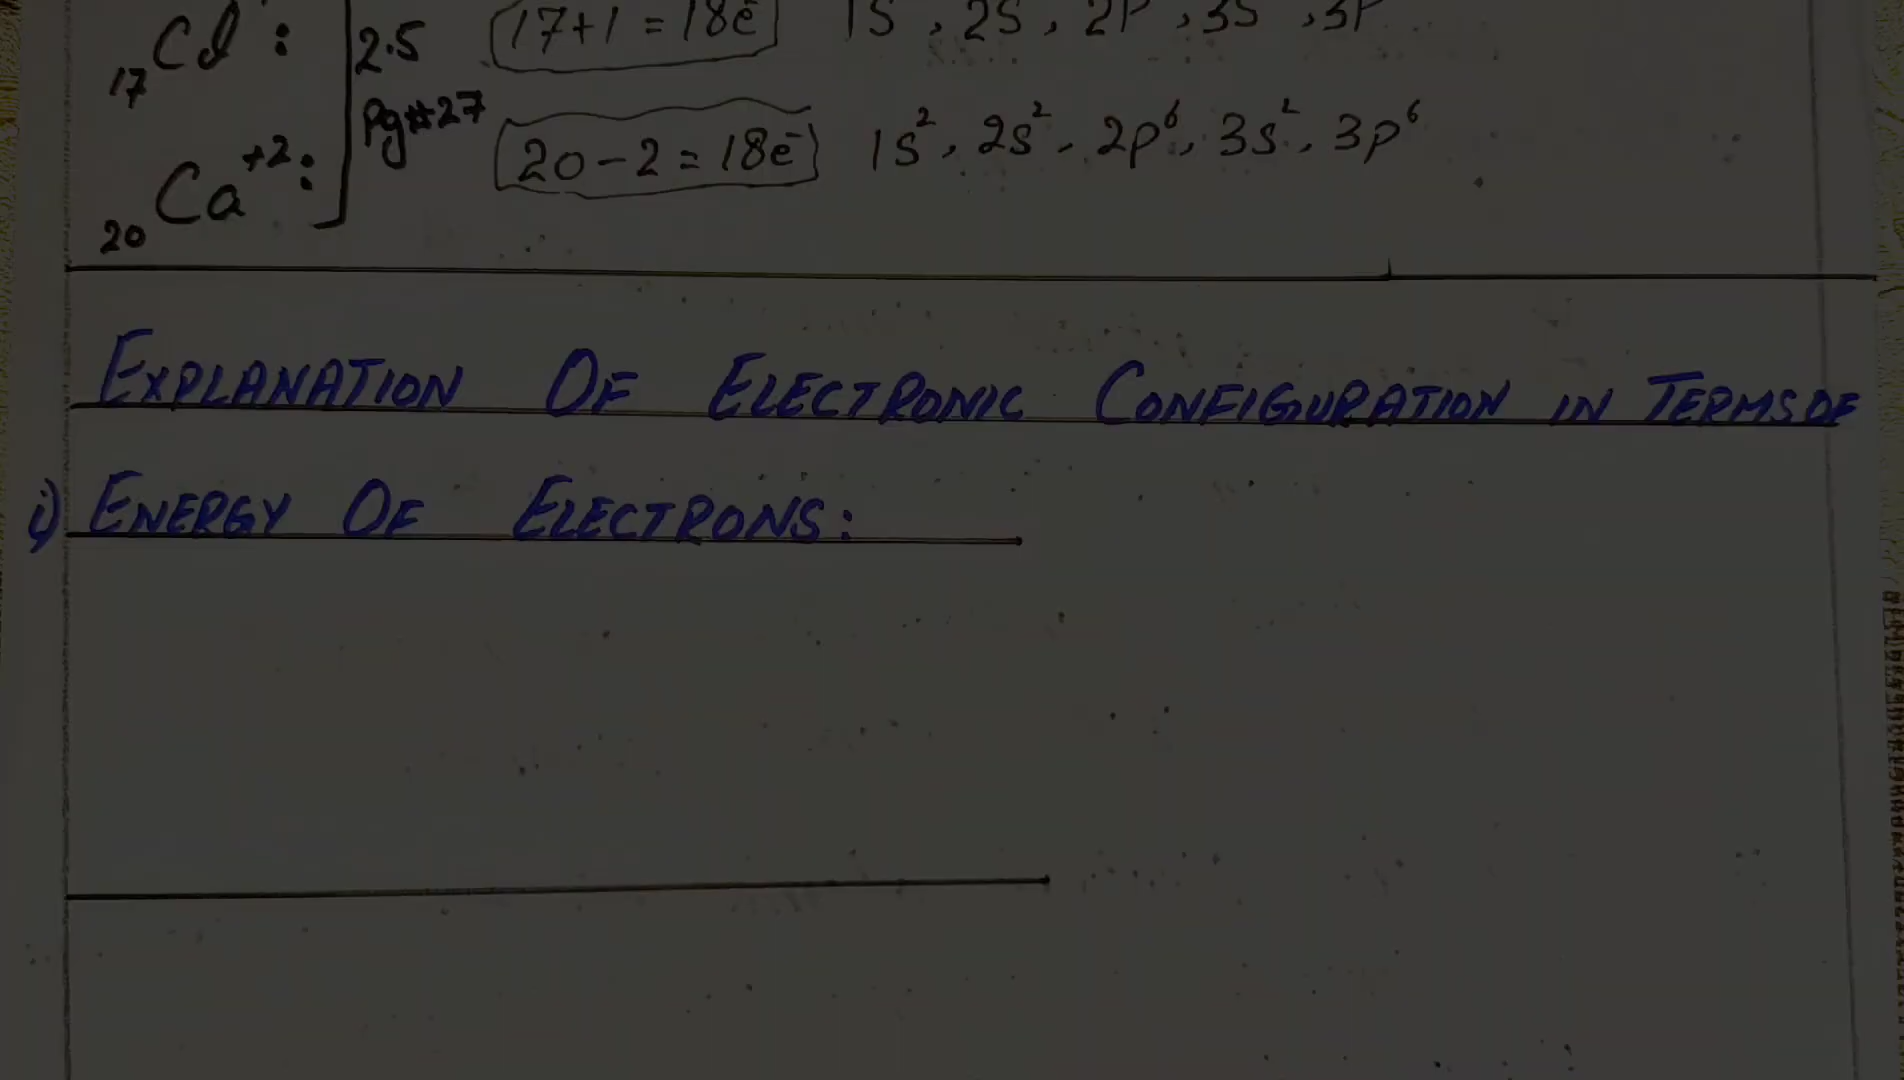 17Cl : 2.5 17+1 = 18e⁻ 1S , 2S , 2P , 3S , 3P
Pg#27
20Ca⁺² : 20-2 = 18e⁻ 1S², 2S², 2P⁶, 3S², 3P⁶
EXPLANATION OF ELECTRONIC CONFIGURATION IN TERMS OF
i) ENERGY OF ELECTRONS: